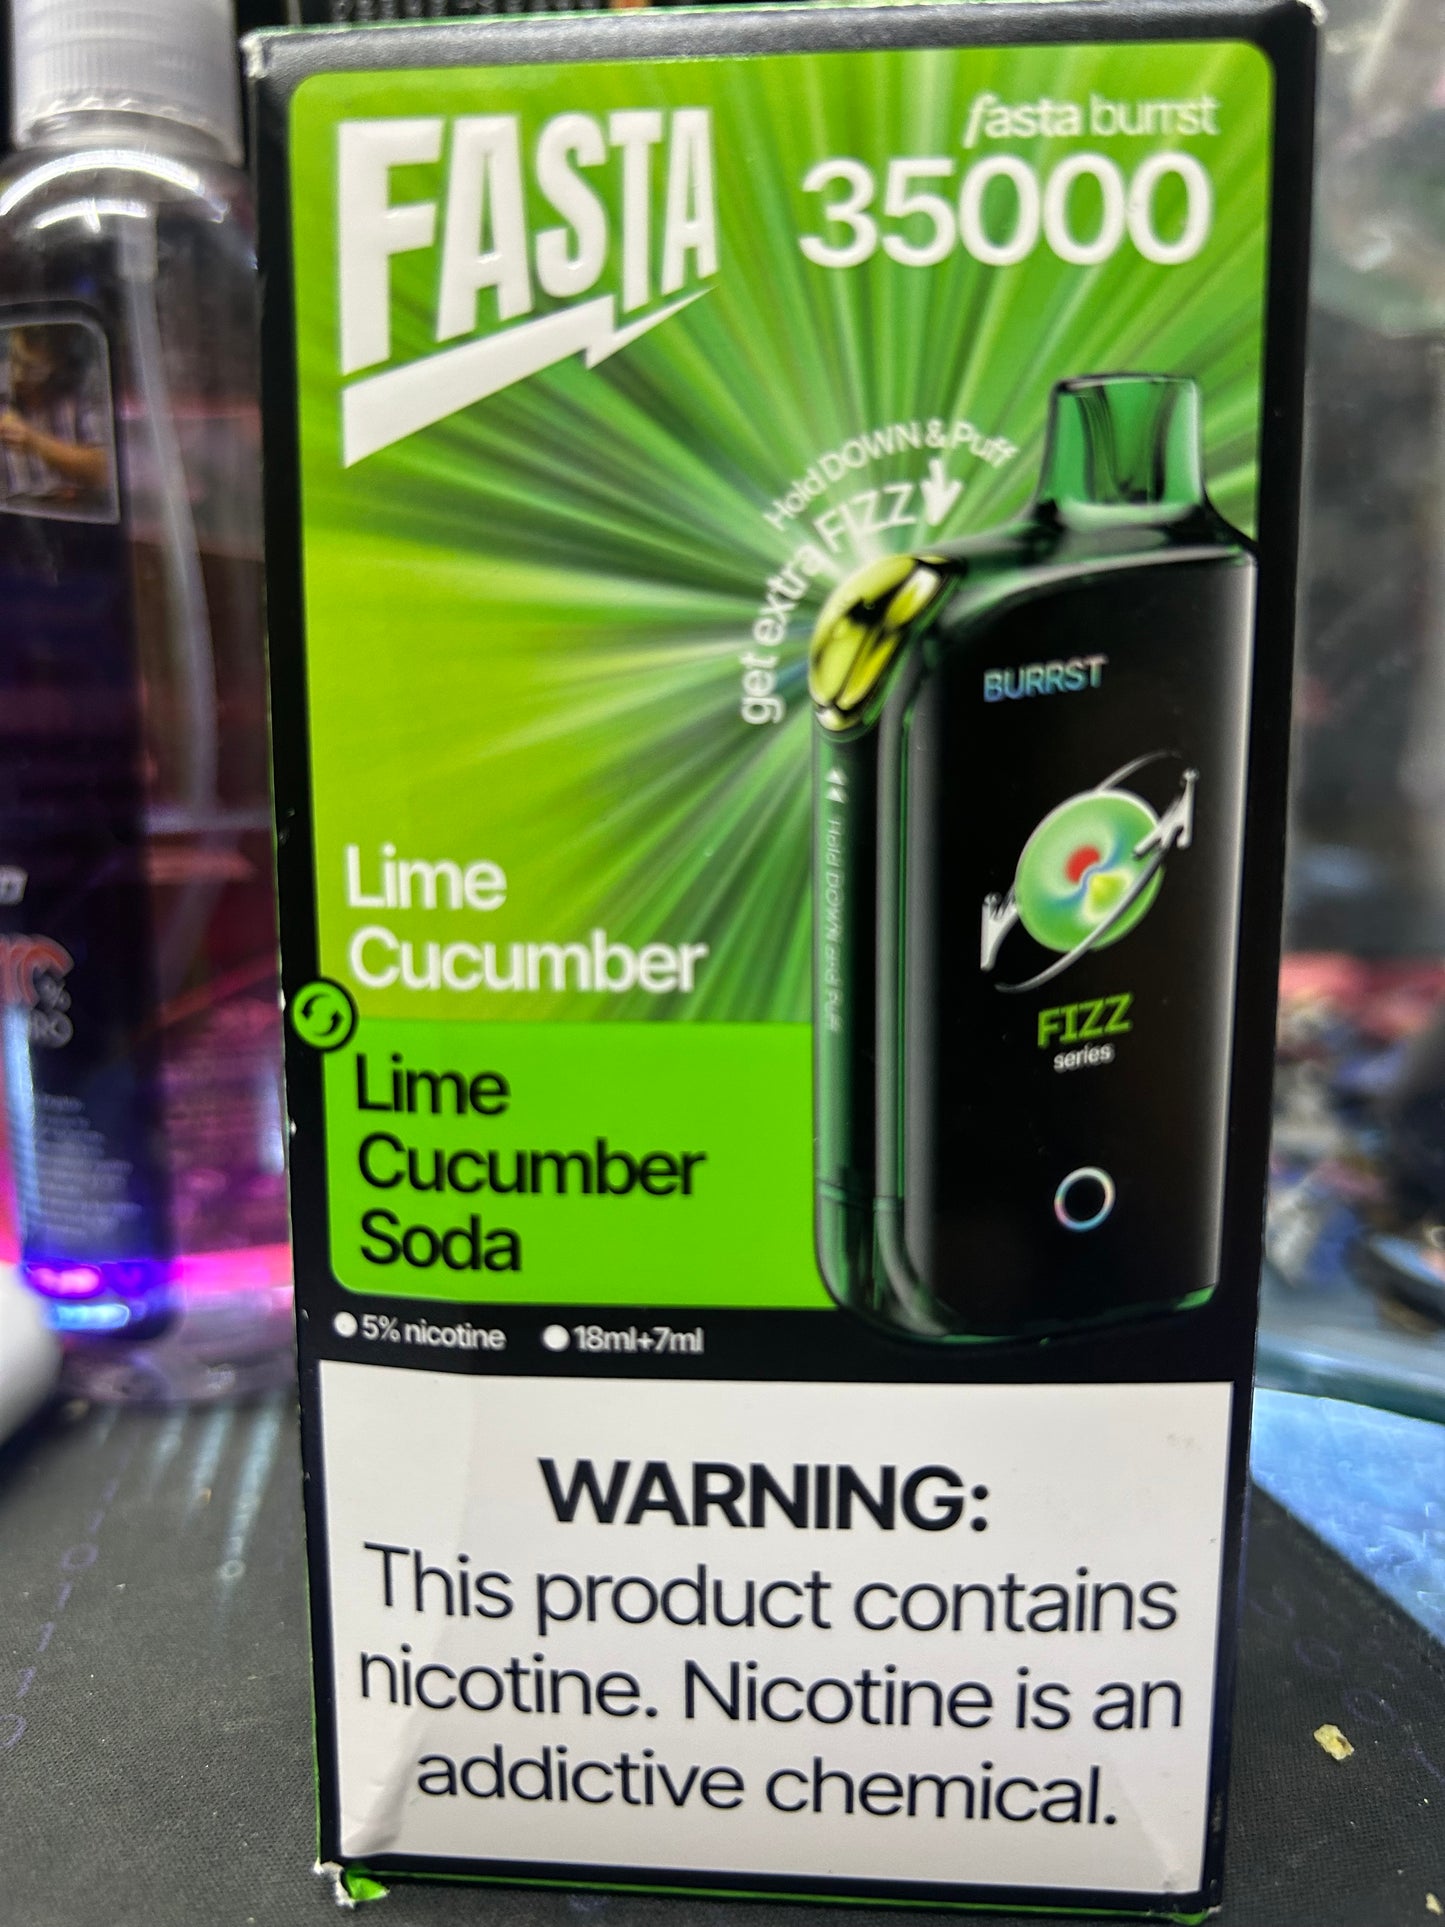 FASTA
fasta burrst
35000
Hold DOWN & Puff
get extra FIZZ
BURRST
Hold DOWN and Puff
FIZZ
series
Lime
Cucumber
Lime
Cucumber
Soda
5% nicotine 18ml+7ml
WARNING:
This product contains
nicotine. Nicotine is an
addictive chemical.